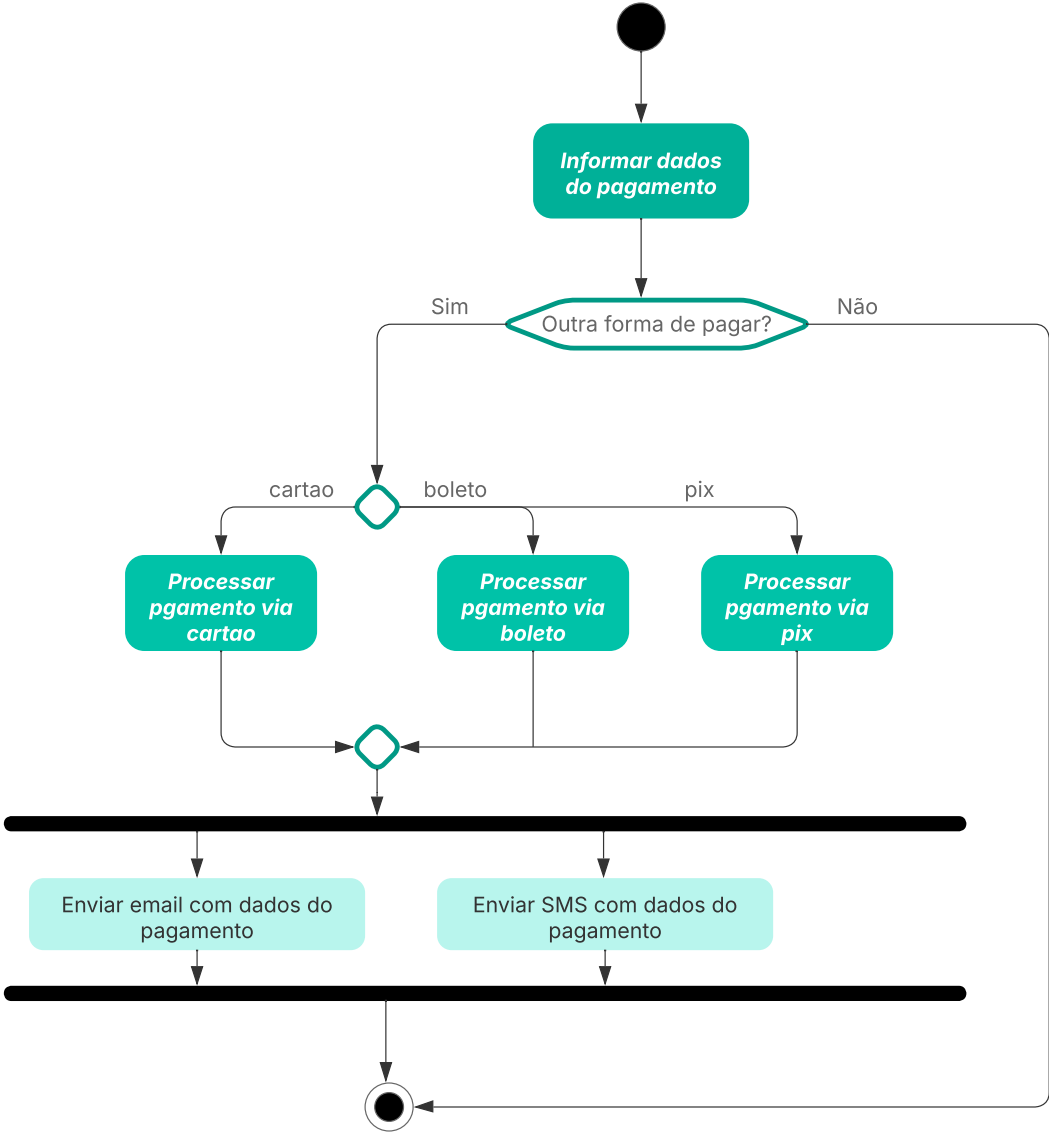 Informar dados
do pagamento
Sim
Outra forma de pagar?
Não
cartao
boleto
pix
Processar
pgamento via
cartao
Processar
pgamento via
boleto
Processar
pgamento via
pix
Enviar email com dados do
pagamento
Enviar SMS com dados do
pagamento